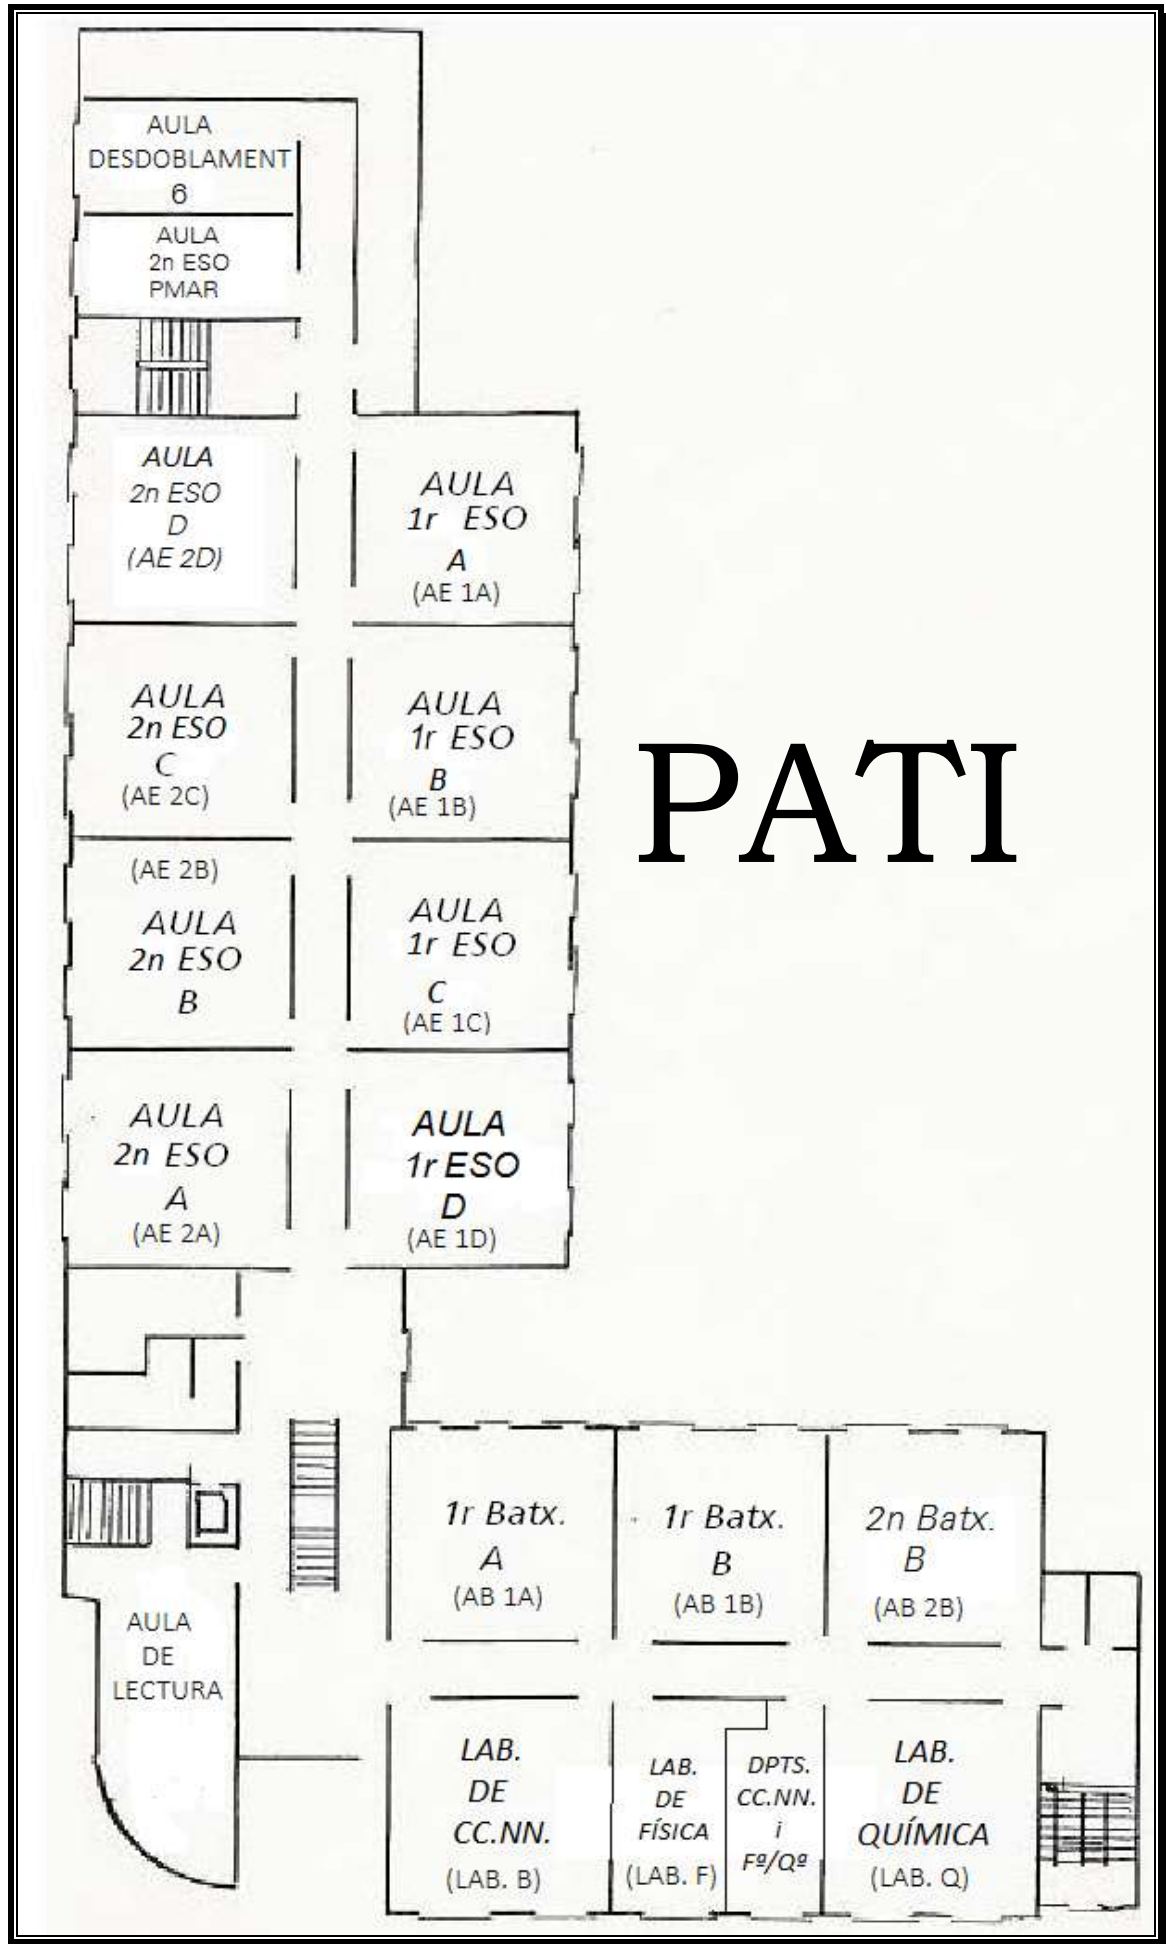 AULA
DESDOBLAMENT
6
AULA
2n ESO
PMAR
AULA
2n ESO
D
(AE 2D)
AULA
1r ESO
A
(AE 1A)
AULA
2n ESO
C
(AE 2C)
AULA
1r ESO
B
(AE 1B)
PATI
(AE 2B)
AULA
2n ESO
B
AULA
1r ESO
C
(AE 1C)
AULA
2n ESO
A
(AE 2A)
AULA
1r ESO
D
(AE 1D)
1r Batx.
A
(AB 1A)
1r Batx.
B
(AB 1B)
2n Batx.
B
(AB 2B)
AULA
DE
LECTURA
LAB.
DE
CC.NN.
(LAB. B)
LAB.
DE
FÍSICA
(LAB. F)
DPTS.
CC.NN.
i
Fº/Qº
LAB.
DE
QUÍMICA
(LAB. Q)